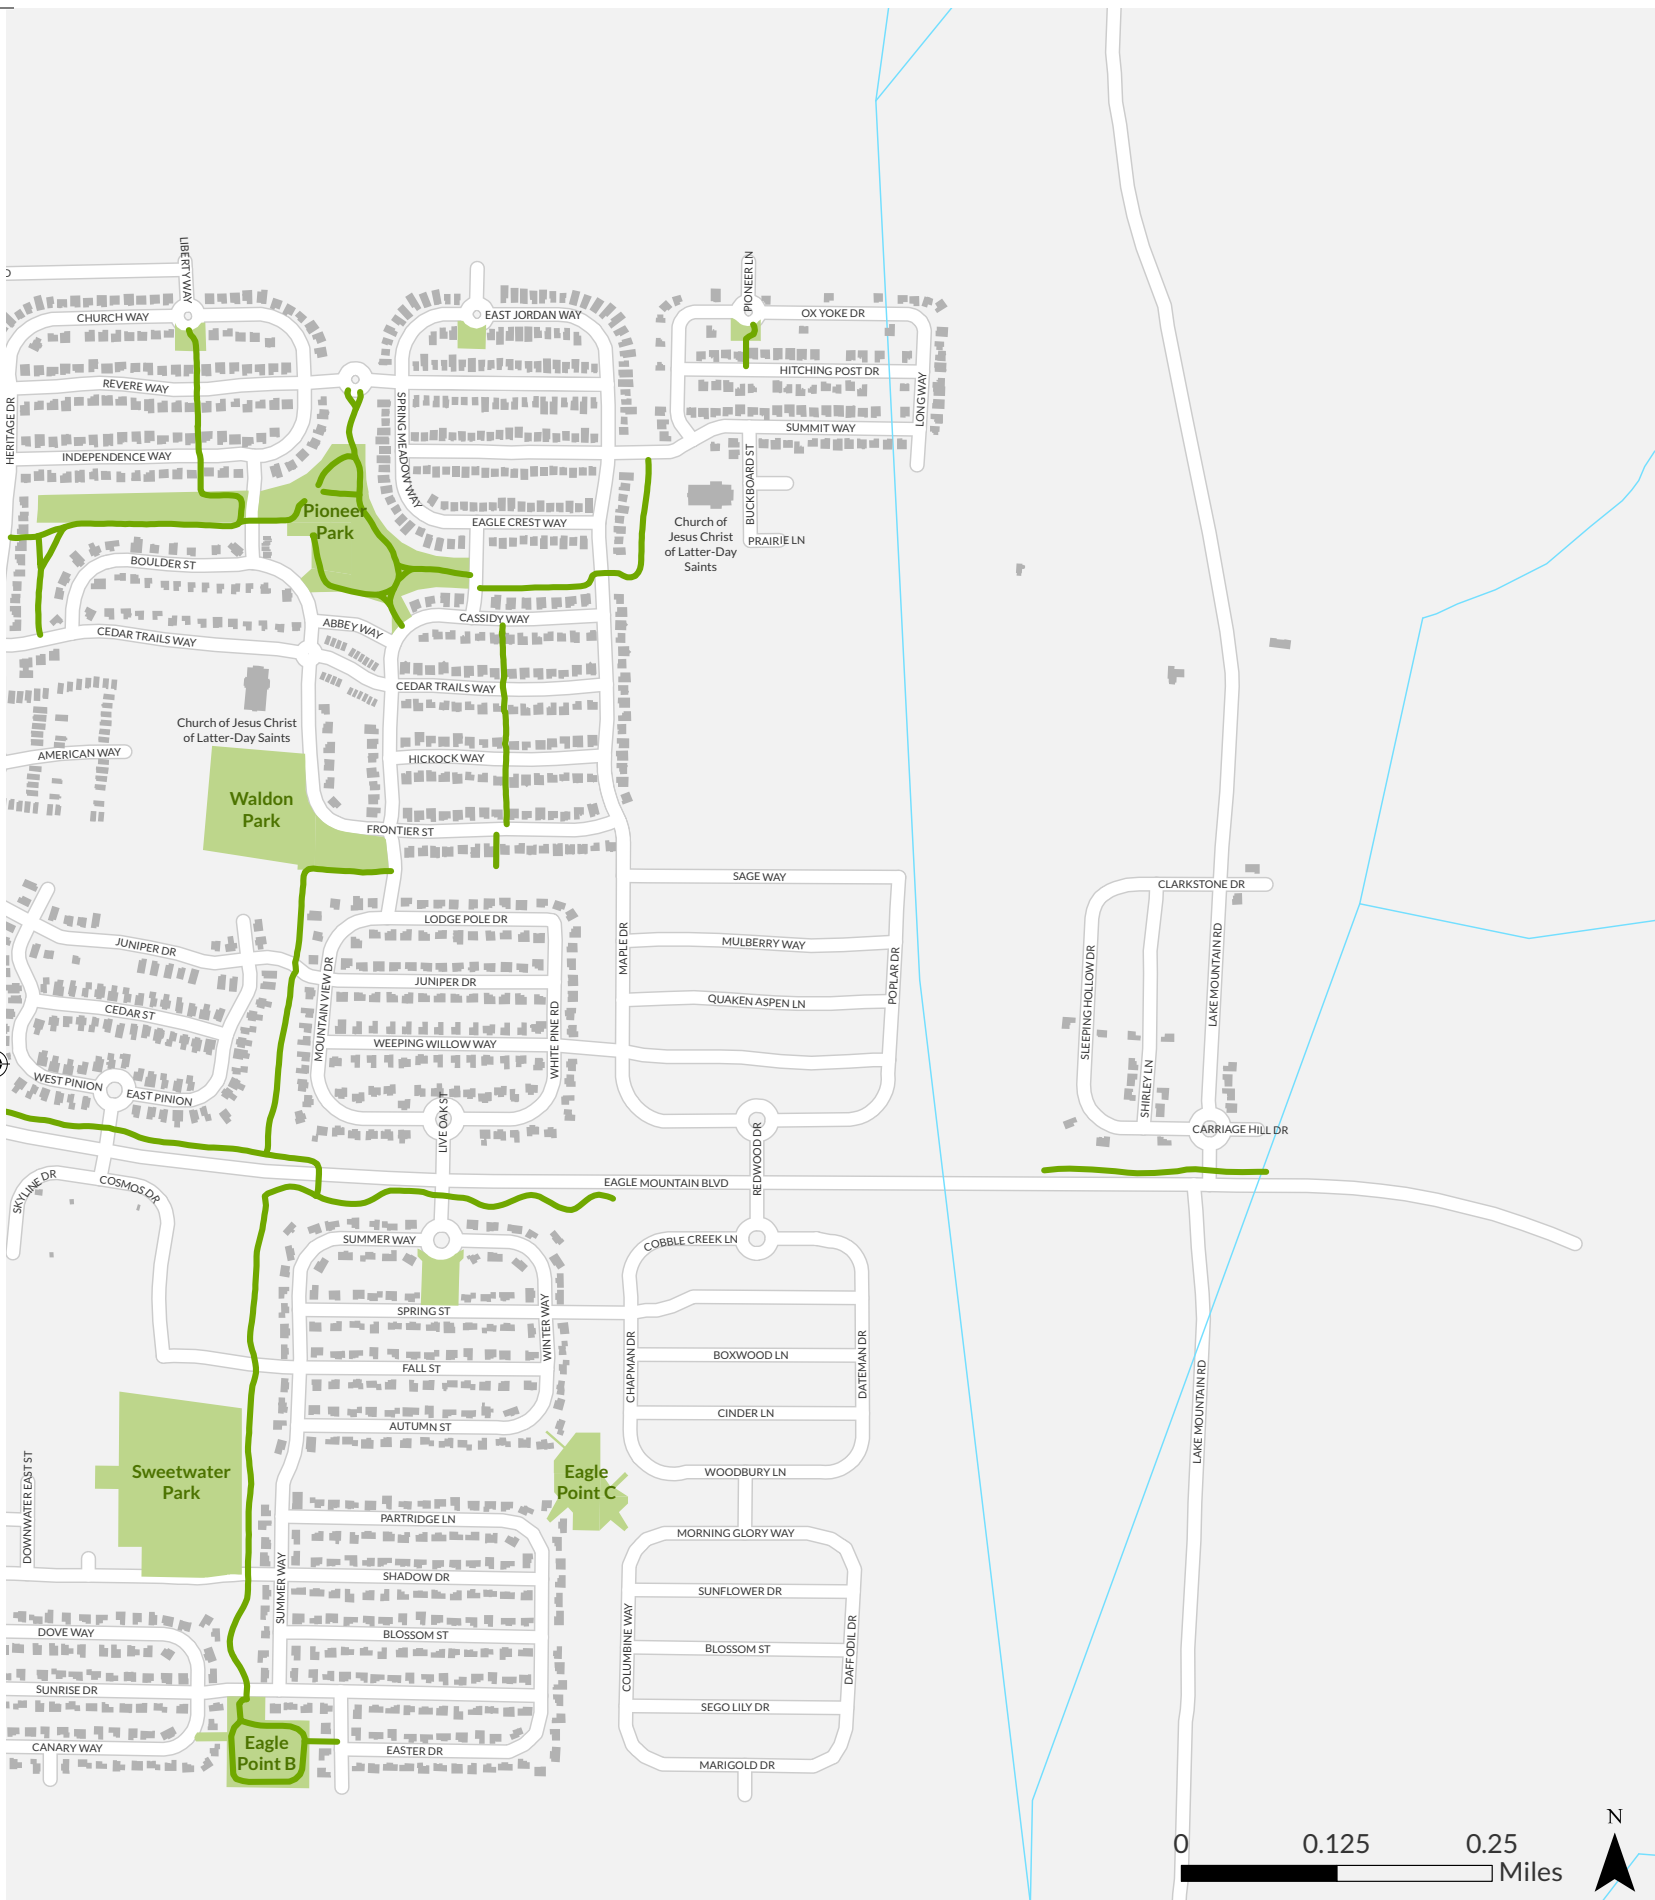 LIBERTY WAY
PIONEER LN
CHURCH WAY
EAST JORDAN WAY
OX YOKE DR
REVERE WAY
HITCHING POST DR
HERITAGE DR
SPRING MEADOW WAY
LONG WAY
SUMMIT WAY
INDEPENDENCE WAY
BUCKBOARD ST
Pioneer
Park
EAGLE CREST WAY
Church of
Jesus Christ
of Latter-Day
Saints
PRAIRIE LN
BOULDER ST
ABBEY WAY
CASSIDY WAY
CEDAR TRAILS WAY
CEDAR TRAILS WAY
Church of Jesus Christ
of Latter-Day Saints
AMERICAN WAY
HICKOCK WAY
Waldon
Park
FRONTIER ST
SAGE WAY
CLARKSTONE DR
LODGE POLE DR
JUNIPER DR
MAPLE DR
MULBERRY WAY
POPLAR DR
LAKE MOUNTAIN RD
SLEEPING HOLLOW DR
JUNIPER DR
MOUNTAIN VIEW DR
QUAKEN ASPEN LN
CEDAR ST
WHITE PINE RD
WEEPING WILLOW WAY
SHIRLEY LN
WEST PINION
EAST PINION
LIVE OAK ST
CARRIAGE HILL DR
REDWOOD DR
EAGLE MOUNTAIN BLVD
SKYLINE DR
COSMOS DR
SUMMER WAY
COBBLE CREEK LN
SPRING ST
WINTER WAY
CHAPMAN DR
BOXWOOD LN
DATEMAN DR
FALL ST
LAKE MOUNTAIN RD
CINDER LN
AUTUMN ST
Sweetwater
Park
Eagle
Point C
WOODBURY LN
DOWNWATER EAST ST
PARTRIDGE LN
MORNING GLORY WAY
SUMMER WAY
SHADOW DR
SUNFLOWER DR
DOVE WAY
BLOSSOM ST
COLUMBINE WAY
BLOSSOM ST
DAFFODIL DR
SUNRISE DR
SEGO LILY DR
Eagle
Point B
CANARY WAY
EASTER DR
MARIGOLD DR
N
0 0.125 0.25
Miles